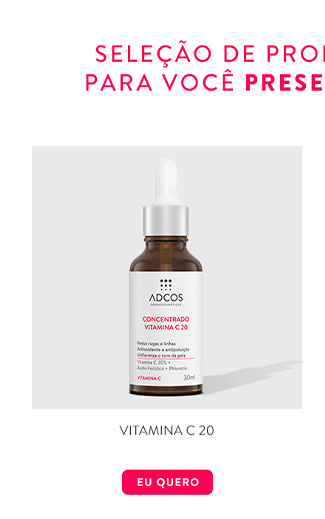 SELEÇÃO DE PRO
PARA VOCÊ PRESE
ADCOS
DERMOCOSMÉTICOS
CONCENTRADO
VITAMINA C 20
Reduz rugas e linhas
Antioxidante e antipoluição
Uniformiza o tom da pele
Vitamina C 20% +
Ácido Ferúlico + Phloretin
VITAMINA C 30ml
VITAMINA C 20
EU QUERO